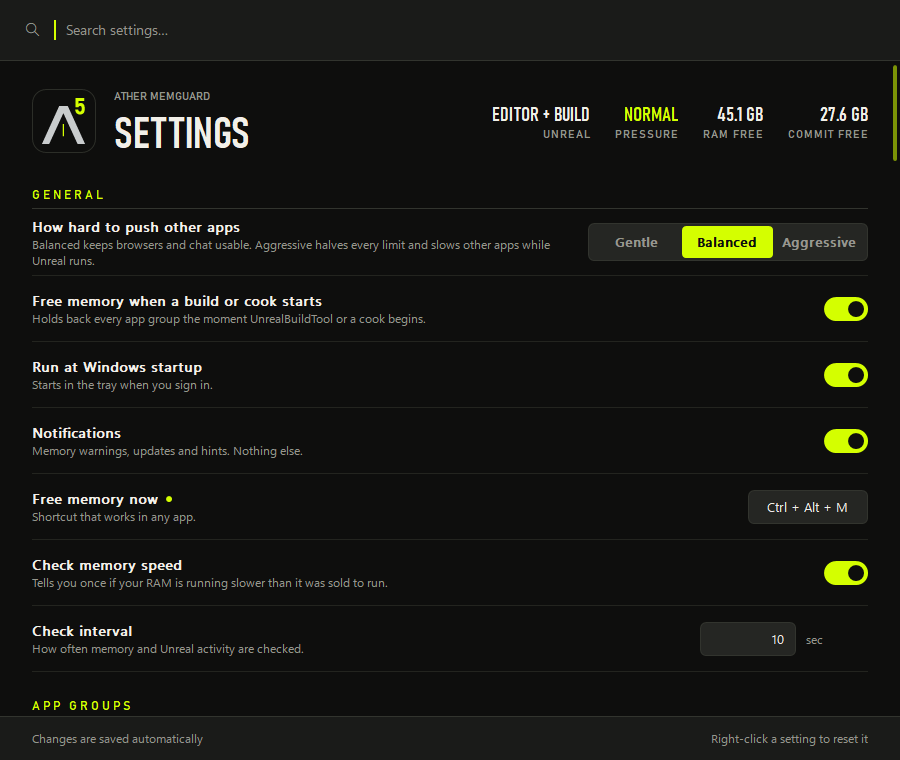 Search settings...
5
ATHER MEMGUARD
SETTINGS
EDITOR + BUILD
UNREAL
NORMAL
PRESSURE
45.1 GB
RAM FREE
27.6 GB
COMMIT FREE
GENERAL
How hard to push other apps
Balanced keeps browsers and chat usable. Aggressive halves every limit and slows other apps while
Unreal runs.
Gentle
Balanced
Aggressive
Free memory when a build or cook starts
Holds back every app group the moment UnrealBuildTool or a cook begins.
Run at Windows startup
Starts in the tray when you sign in.
Notifications
Memory warnings, updates and hints. Nothing else.
Free memory now
Shortcut that works in any app.
Ctrl + Alt + M
Check memory speed
Tells you once if your RAM is running slower than it was sold to run.
Check interval
How often memory and Unreal activity are checked.
10 sec
APP GROUPS
Changes are saved automatically
Right-click a setting to reset it